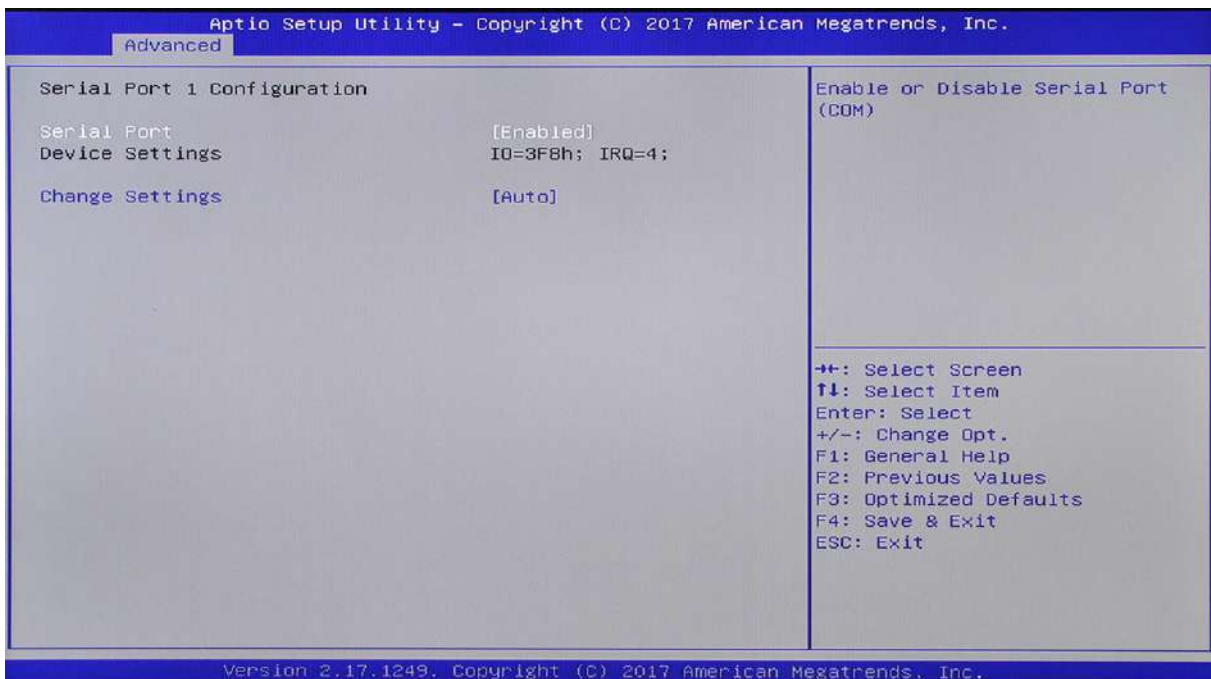 Aptio Setup Utility – Copyright (C) 2017 American Megatrends, Inc.
Advanced
Serial Port 1 Configuration
Serial Port [Enabled]
Device Settings IO=3F8h; IRQ=4;
Change Settings [Auto]
Enable or Disable Serial Port
(COM)
→←: Select Screen
↑↓: Select Item
Enter: Select
+/-: Change Opt.
F1: General Help
F2: Previous Values
F3: Optimized Defaults
F4: Save & Exit
ESC: Exit
Version 2.17.1249. Copyright (C) 2017 American Megatrends, Inc.